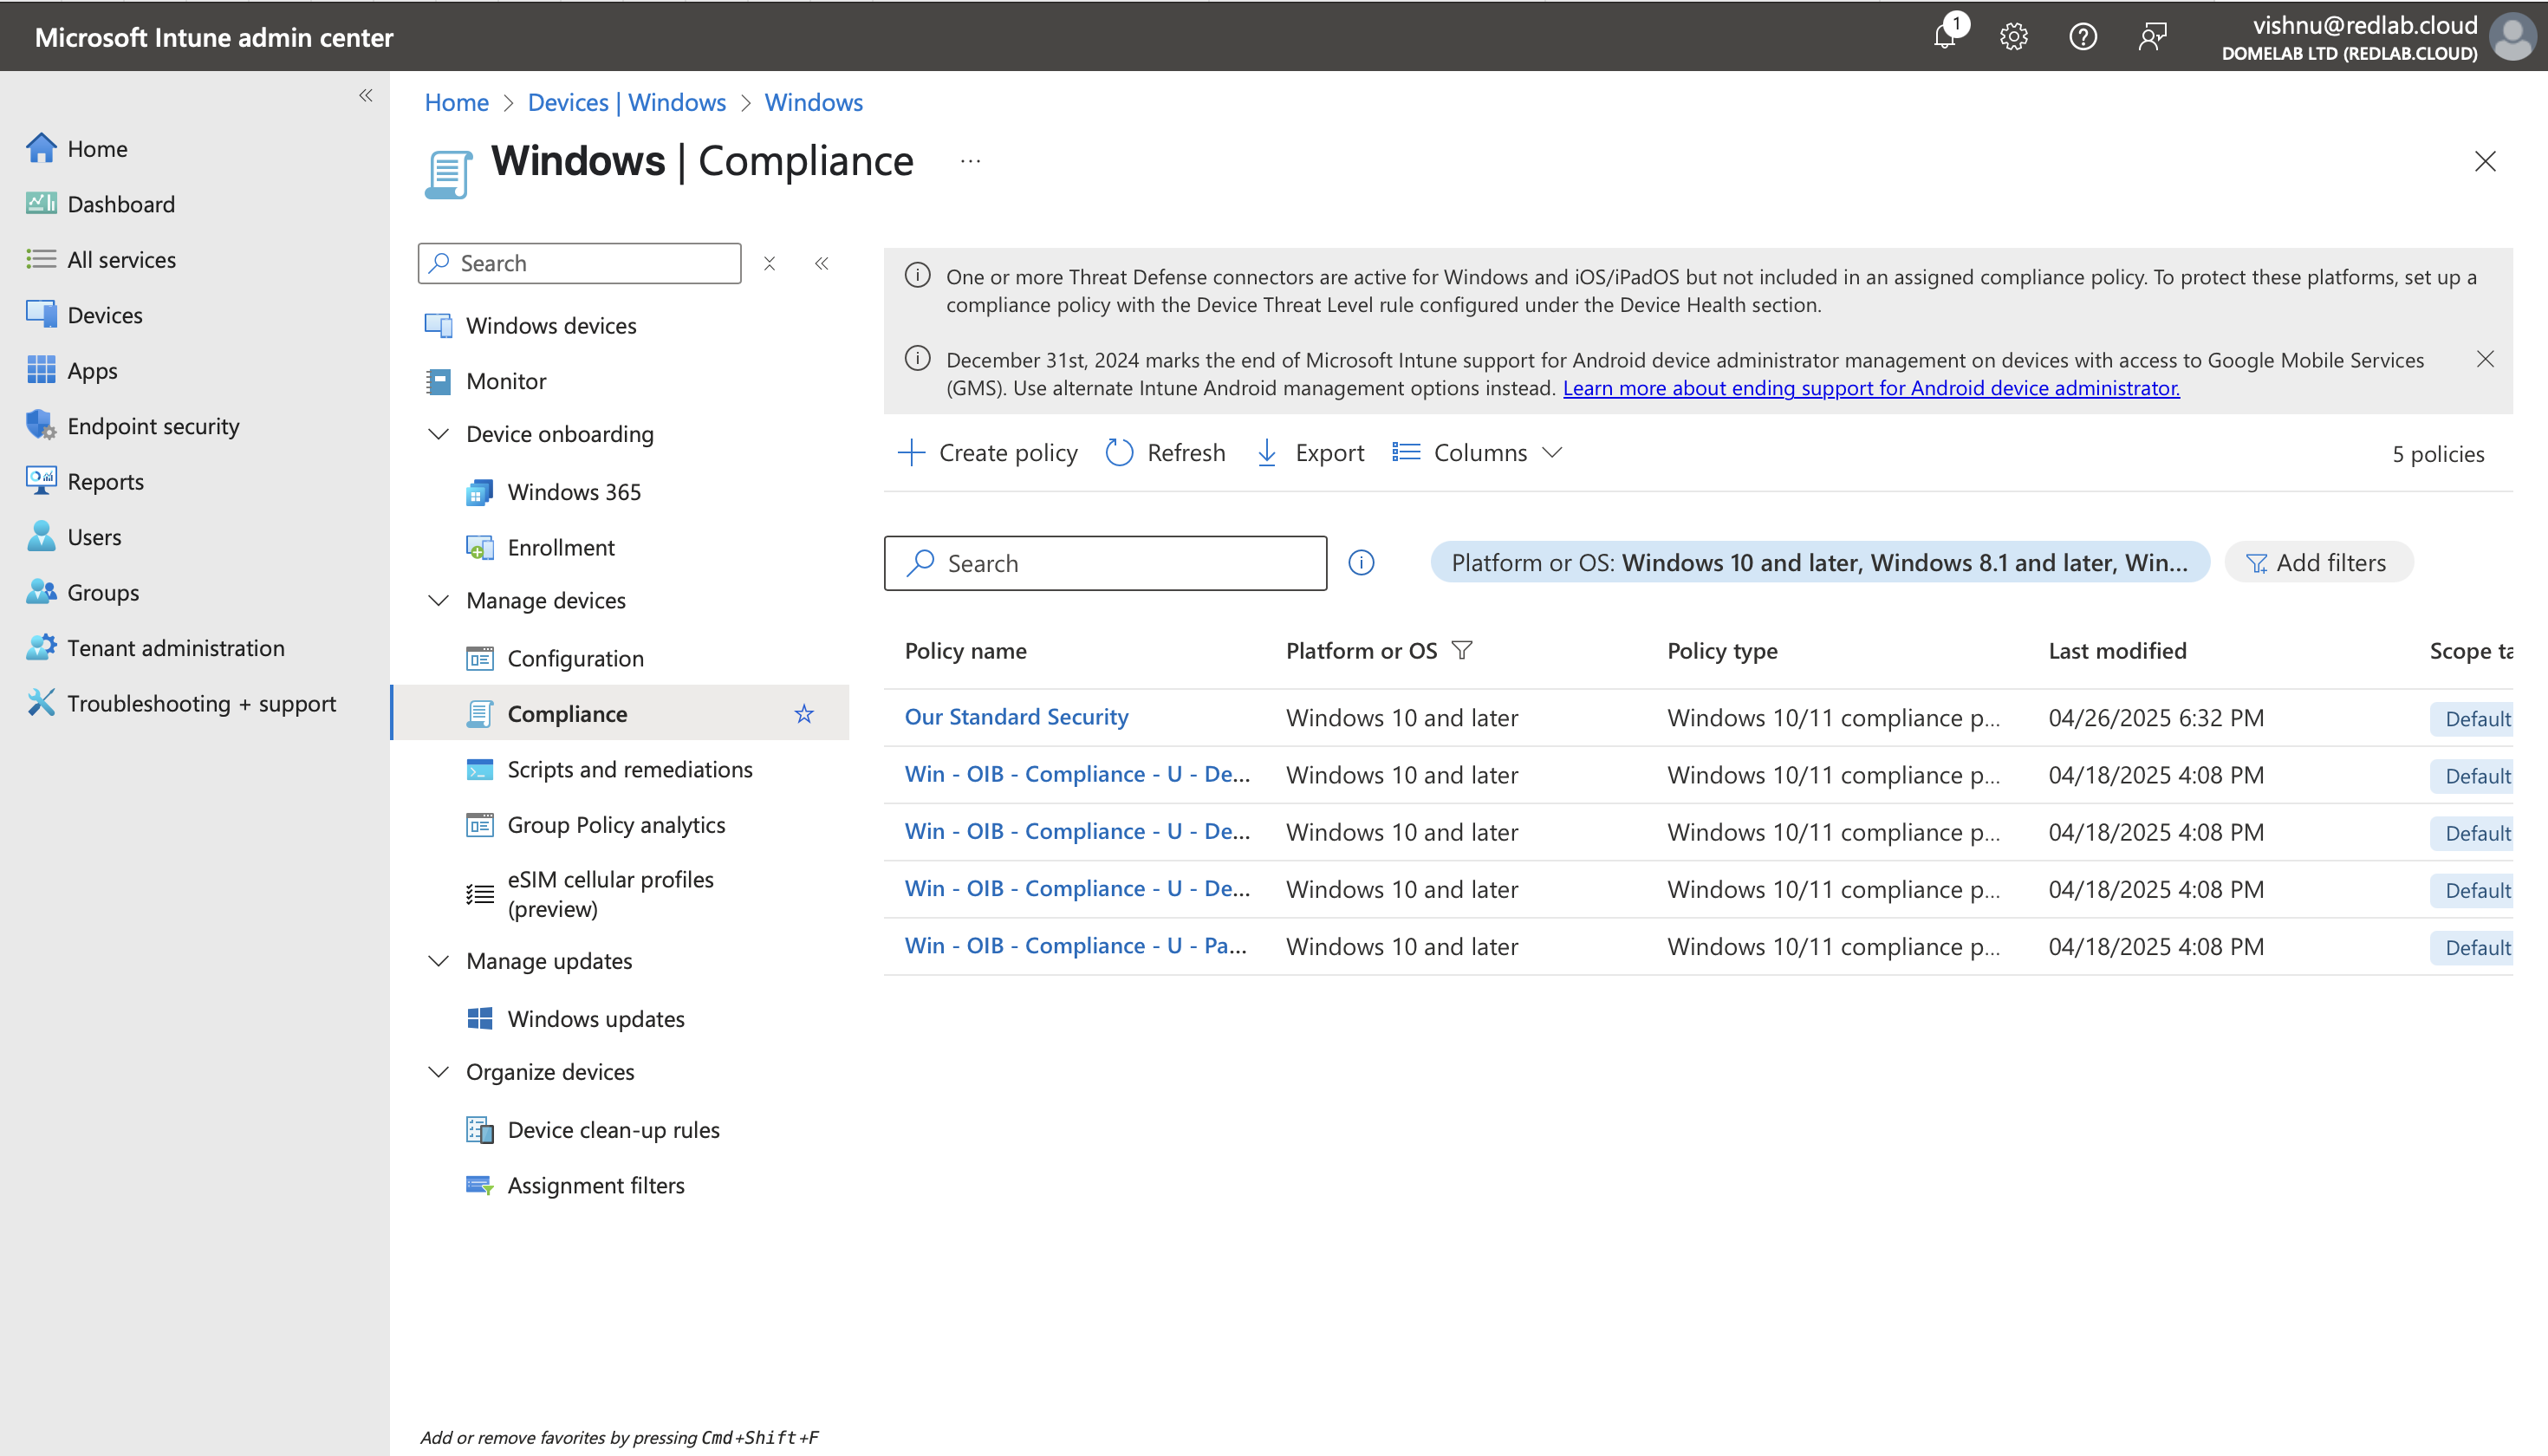 Microsoft Intune admin center
1
vishnu@redlab.cloud
DOMELAB LTD (REDLAB.CLOUD)
Home
Dashboard
All services
Devices
Apps
Endpoint security
Reports
Users
Groups
Tenant administration
Troubleshooting + support
Home > Devices | Windows > Windows
Windows | Compliance ...
Search
Windows devices
Monitor
Device onboarding
Windows 365
Enrollment
Manage devices
Configuration
Compliance
Scripts and remediations
Group Policy analytics
eSIM cellular profiles
(preview)
Manage updates
Windows updates
Organize devices
Device clean-up rules
Assignment filters
Add or remove favorites by pressing Cmd+Shift+F
One or more Threat Defense connectors are active for Windows and iOS/iPadOS but not included in an assigned compliance policy. To protect these platforms, set up a
compliance policy with the Device Threat Level rule configured under the Device Health section.
December 31st, 2024 marks the end of Microsoft Intune support for Android device administrator management on devices with access to Google Mobile Services
(GMS). Use alternate Intune Android management options instead. Learn more about ending support for Android device administrator.
Create policy Refresh Export Columns 5 policies
Search Platform or OS: Windows 10 and later, Windows 8.1 and later, Win... Add filters
Policy name Platform or OS Policy type Last modified Scope ta
Our Standard Security Windows 10 and later Windows 10/11 compliance p... 04/26/2025 6:32 PM Default
Win - OIB - Compliance - U - De... Windows 10 and later Windows 10/11 compliance p... 04/18/2025 4:08 PM Default
Win - OIB - Compliance - U - De... Windows 10 and later Windows 10/11 compliance p... 04/18/2025 4:08 PM Default
Win - OIB - Compliance - U - De... Windows 10 and later Windows 10/11 compliance p... 04/18/2025 4:08 PM Default
Win - OIB - Compliance - U - Pa... Windows 10 and later Windows 10/11 compliance p... 04/18/2025 4:08 PM Default